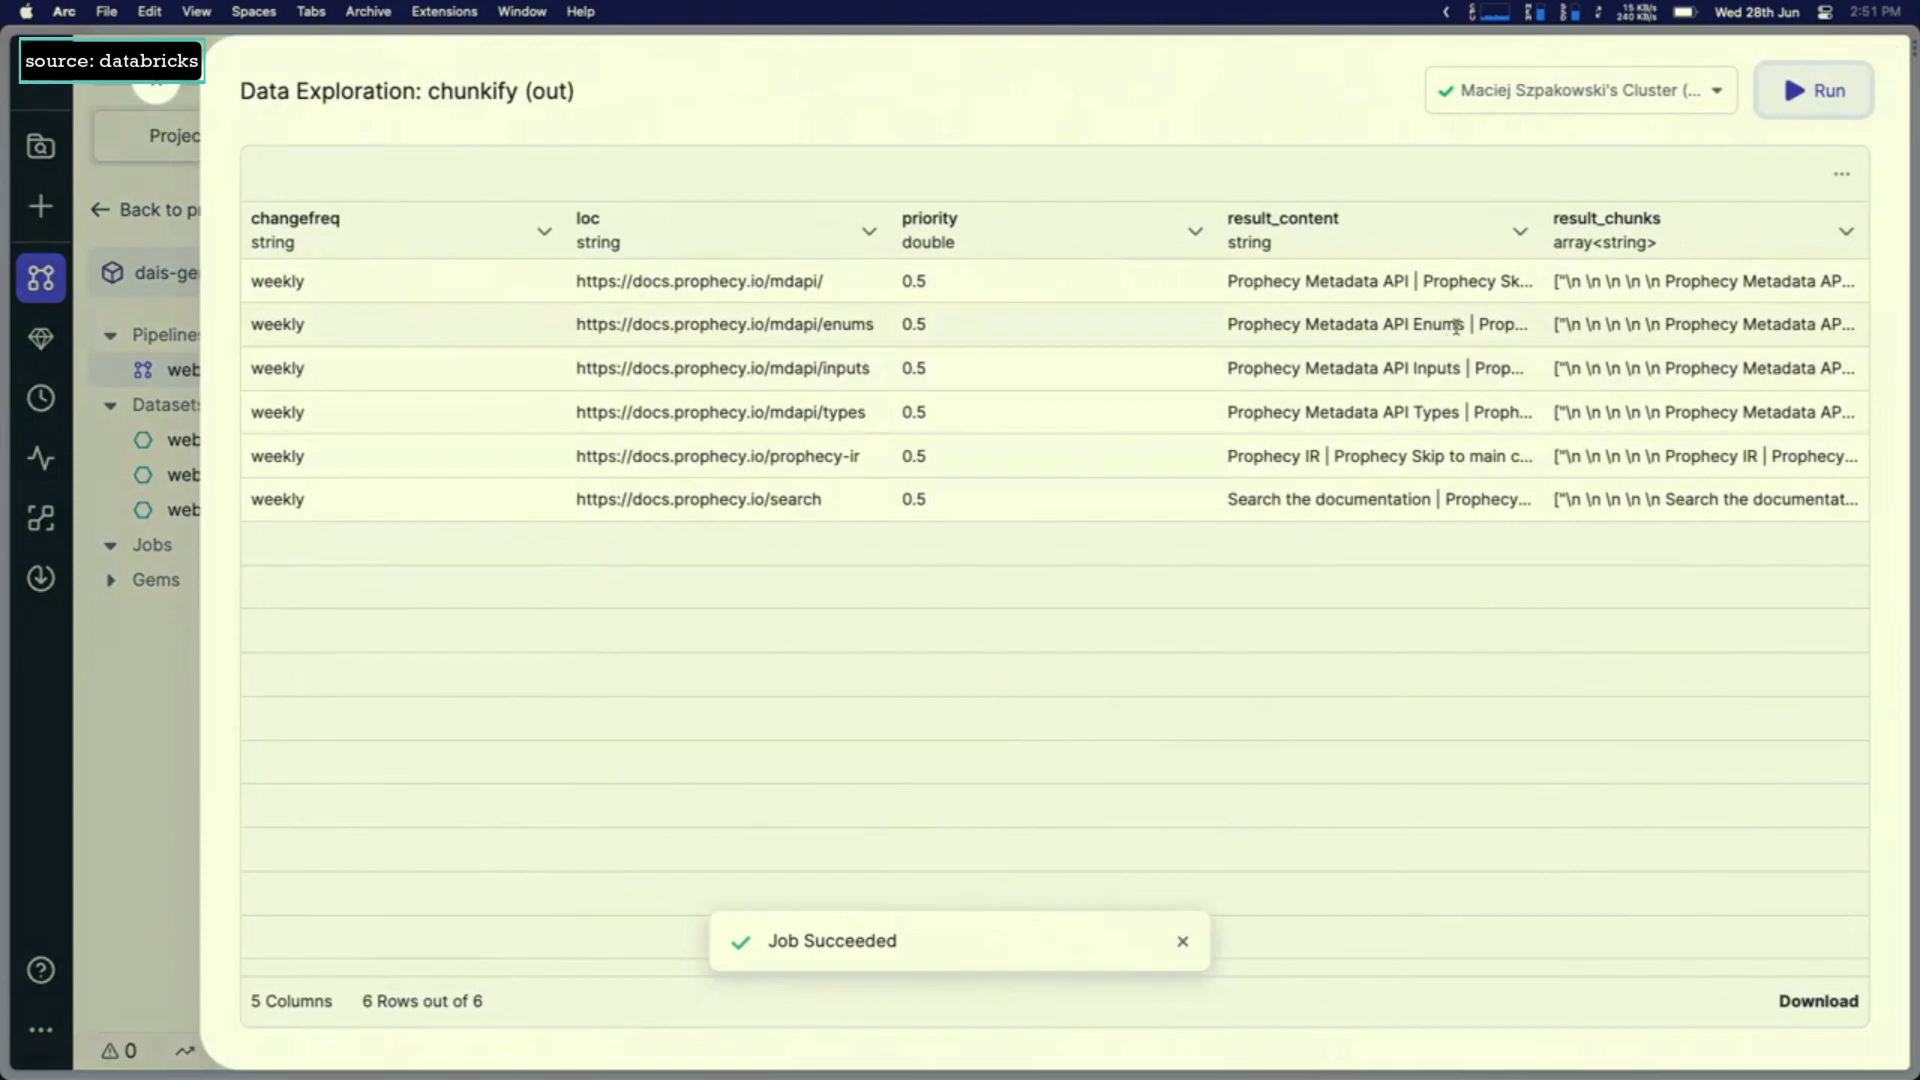 Arc File Edit View Spaces Tabs Archive Extensions Window Help 15 KB/s 240 KB/s Wed 28th Jun 2:51 PM
source: databricks
Data Exploration: chunkify (out) Maciej Szpakowski's Cluster (... Run
Projec
Back to p
dais-ge
Pipeline
web
Datasets
web
web
web
Jobs
Gems
0
...
changefreq loc priority result_content result_chunks
string string double string array<string>
weekly https://docs.prophecy.io/mdapi/ 0.5 Prophecy Metadata API | Prophecy Sk... ["\n \n \n \n \n Prophecy Metadata AP...
weekly https://docs.prophecy.io/mdapi/enums 0.5 Prophecy Metadata API Enums | Prop... ["\n \n \n \n \n Prophecy Metadata AP...
weekly https://docs.prophecy.io/mdapi/inputs 0.5 Prophecy Metadata API Inputs | Prop... ["\n \n \n \n \n Prophecy Metadata AP...
weekly https://docs.prophecy.io/mdapi/types 0.5 Prophecy Metadata API Types | Proph... ["\n \n \n \n \n Prophecy Metadata AP...
weekly https://docs.prophecy.io/prophecy-ir 0.5 Prophecy IR | Prophecy Skip to main c... ["\n \n \n \n \n Prophecy IR | Prophecy...
weekly https://docs.prophecy.io/search 0.5 Search the documentation | Prophecy... ["\n \n \n \n \n Search the documentat...
Job Succeeded
5 Columns 6 Rows out of 6 Download